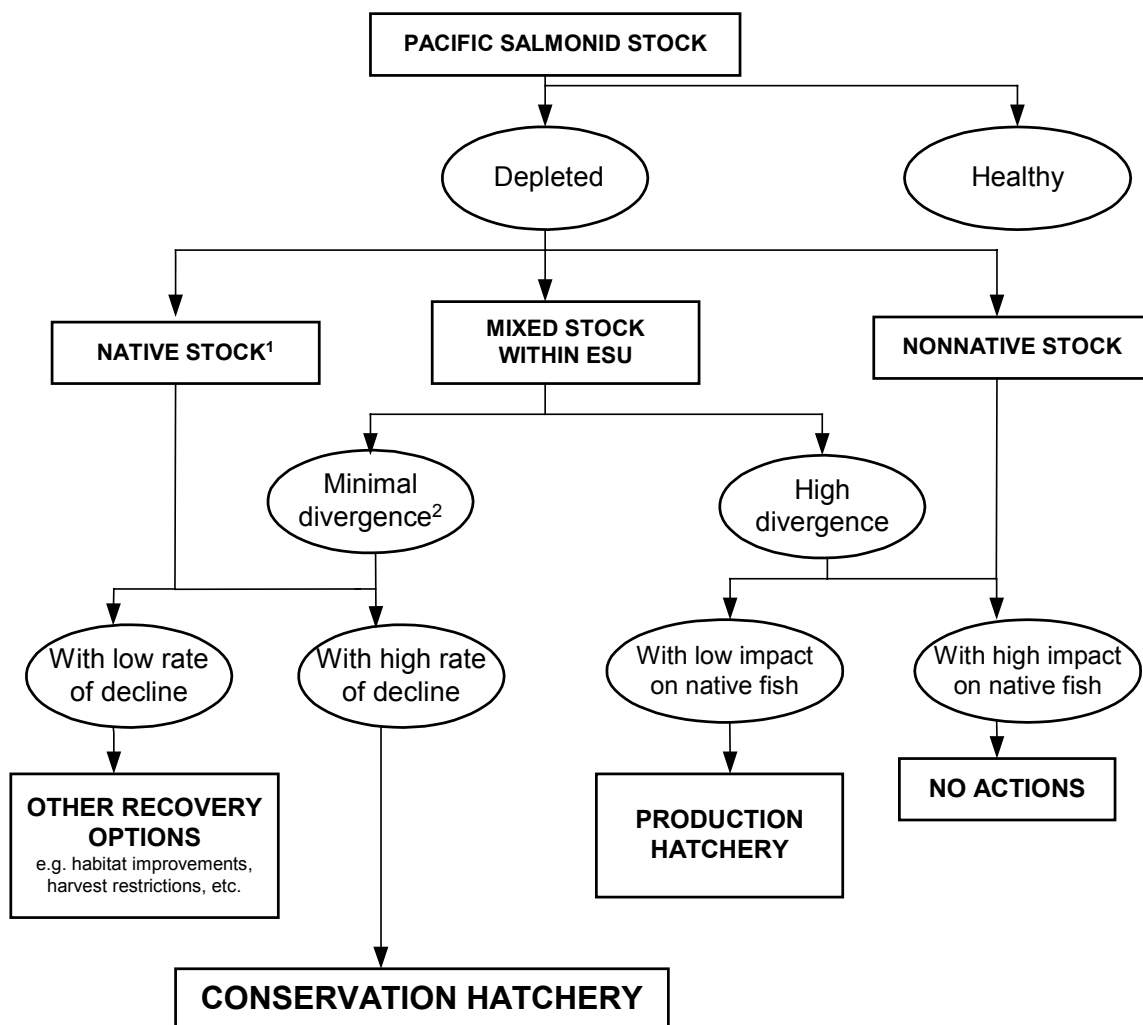 PACIFIC SALMONID STOCK
Depleted
Healthy
NATIVE STOCK¹
MIXED STOCK
WITHIN ESU
NONNATIVE STOCK
Minimal
divergence²
High
divergence
With low rate
of decline
With high rate
of decline
With low impact
on native fish
With high impact
on native fish
OTHER RECOVERY
OPTIONS
e.g. habitat improvements,
harvest restrictions, etc.
PRODUCTION
HATCHERY
NO ACTIONS
CONSERVATION HATCHERY